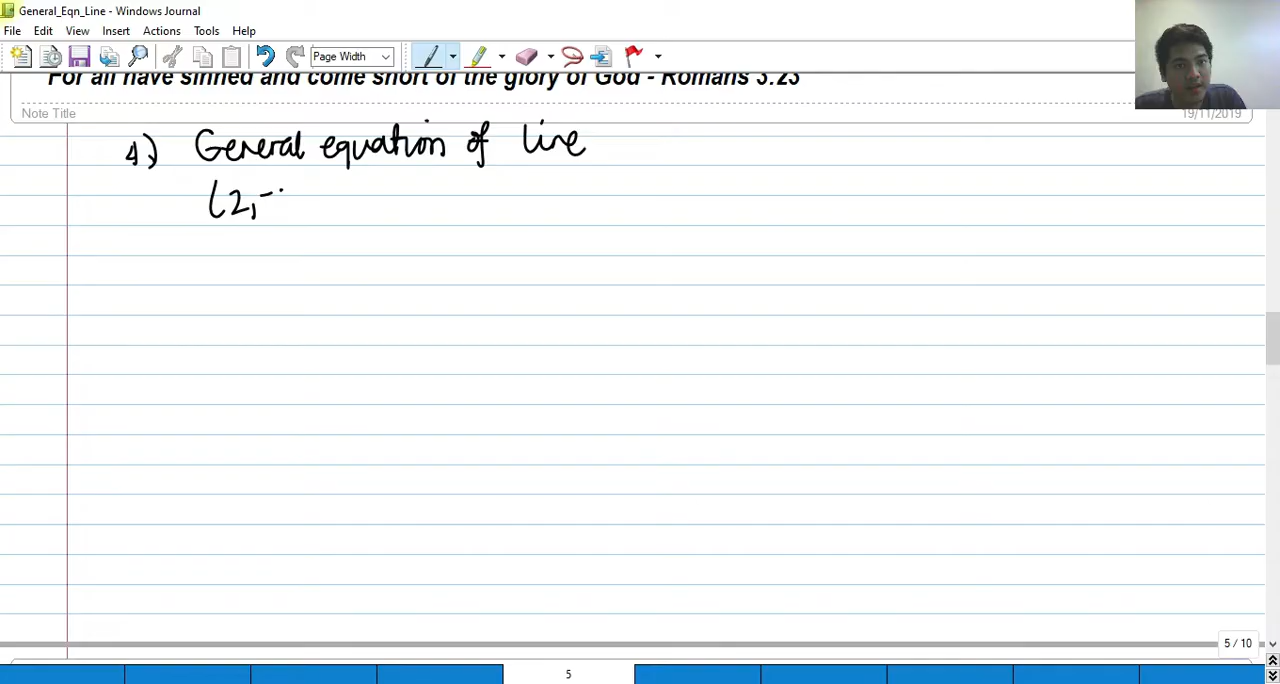 General_Eqn_Line - Windows Journal
File Edit View Insert Actions Tools Help
Page Width
For all have sinned and come short of the glory of God - Romans 3:23
Note Title
19/11/2019
4) General equation of line
(2,-
5 / 10
5